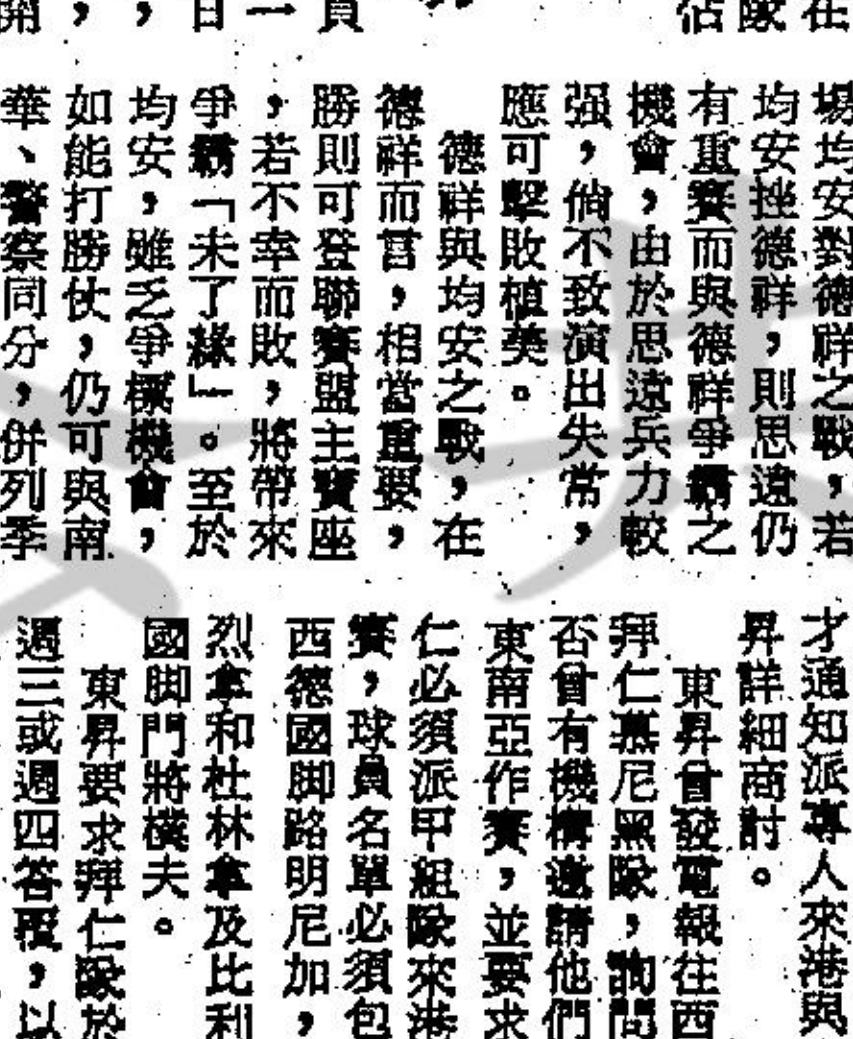 在
隊
佔
員
一
日
，
，
開
場均安對德祥之戰，若
均安挫德祥，則思遠仍
有重賽而與德祥爭霸之
機會，由於思遠兵力較
强，倘不致演出失常，
應可擊敗植美。
德祥與均安之戰，在
德祥而言，相當重要，
勝則可登聯賽盟主寶座
，若不幸而敗，將帶來
爭霸「未了緣」。至於
均安，雖乏爭標機會，
如能打勝仗，仍可與南
華、警察同分，併列季
才通知派專人來港與
昇詳細商討。
東昇曾發電報往西
拜仁慕尼黑隊，詢問
否曾有機構邀請他們
東南亞作賽，並要求
仁必須派甲組隊來港
賽，球員名單必須包
西德國脚路明尼加，
烈拿和杜林拿及比利
國脚門將樸夫。
東昇要求拜仁隊於
週三或週四答覆，以